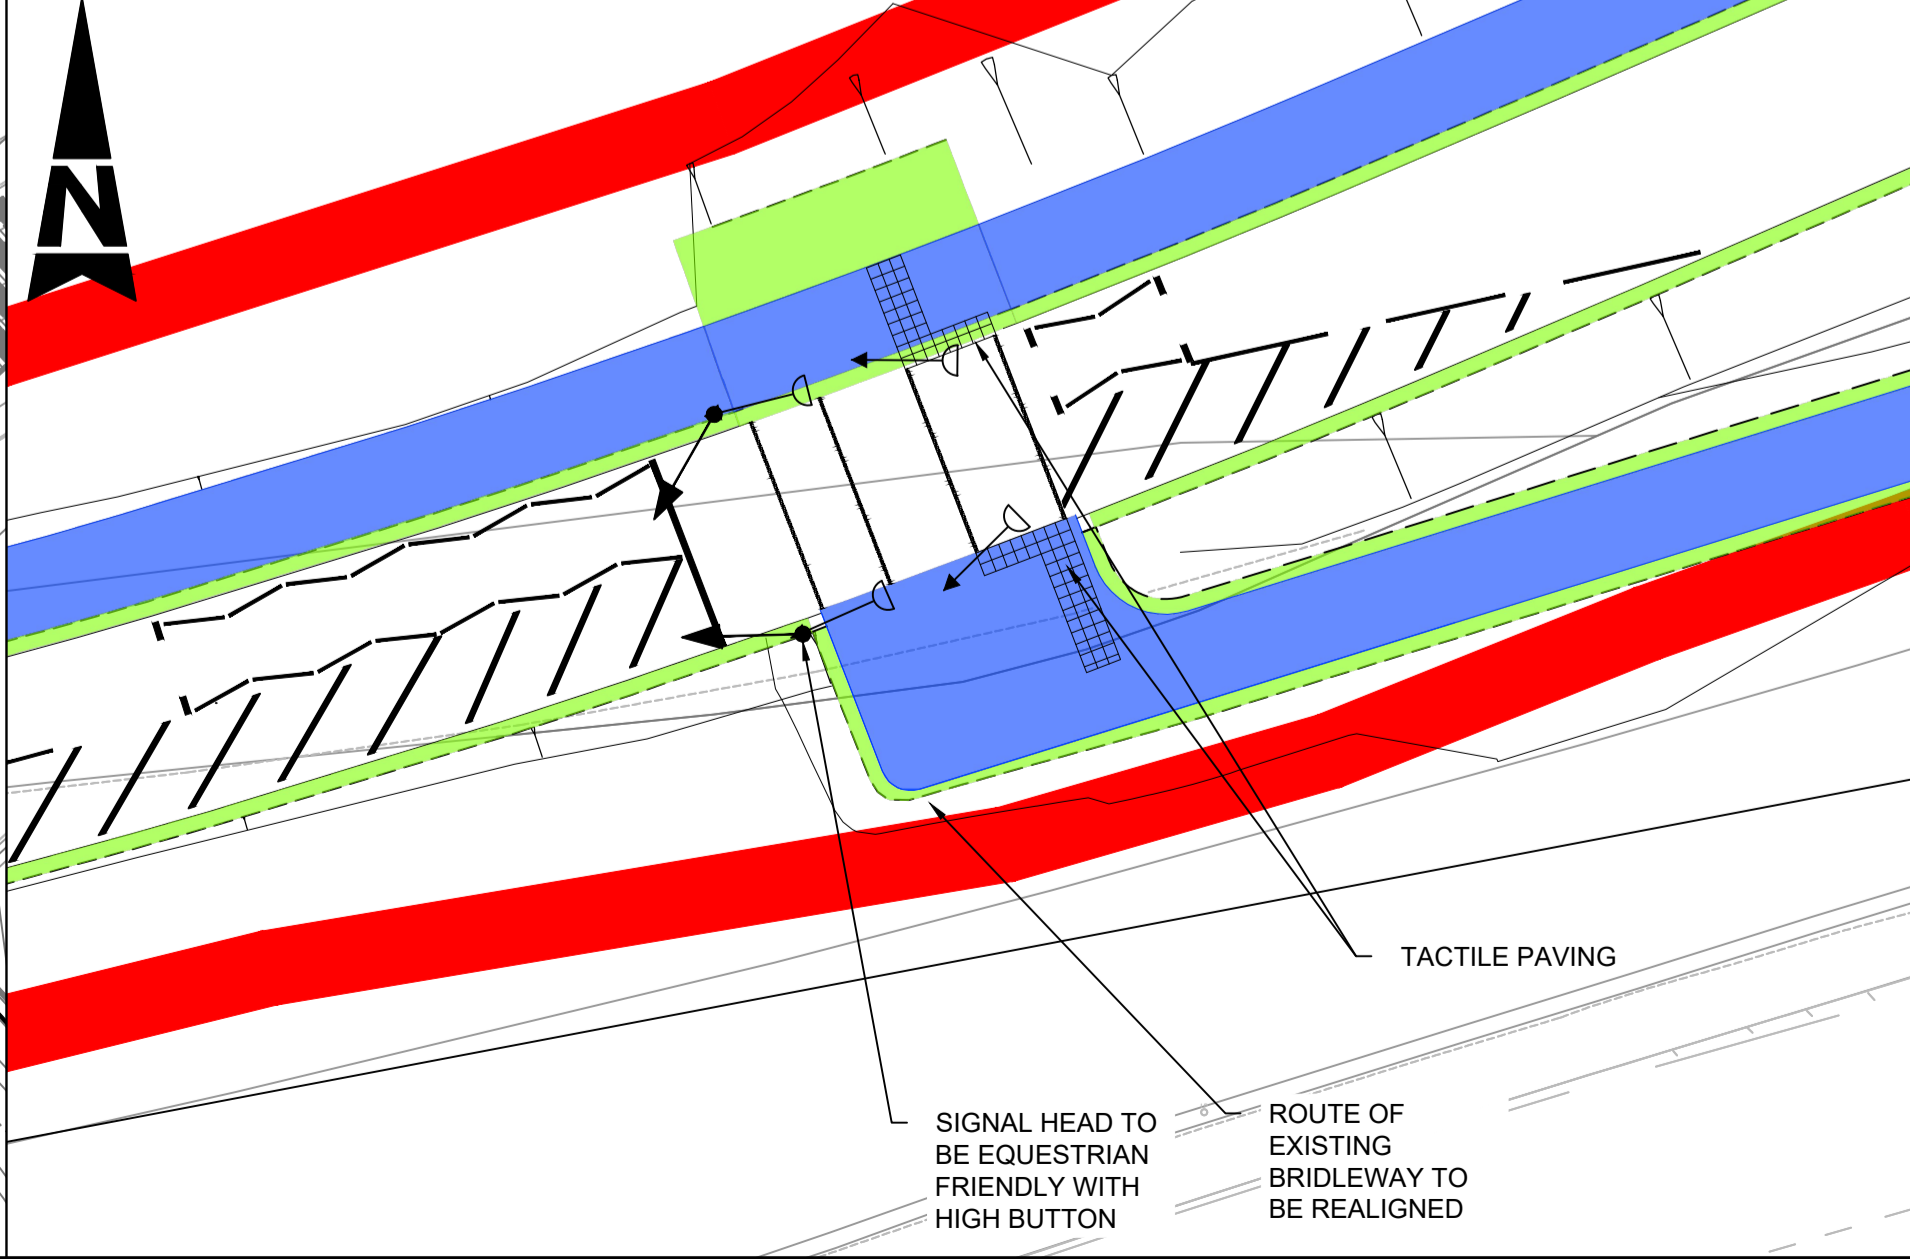 N
TACTILE PAVING
SIGNAL HEAD TO
BE EQUESTRIAN
FRIENDLY WITH
HIGH BUTTON
ROUTE OF
EXISTING
BRIDLEWAY TO
BE REALIGNED